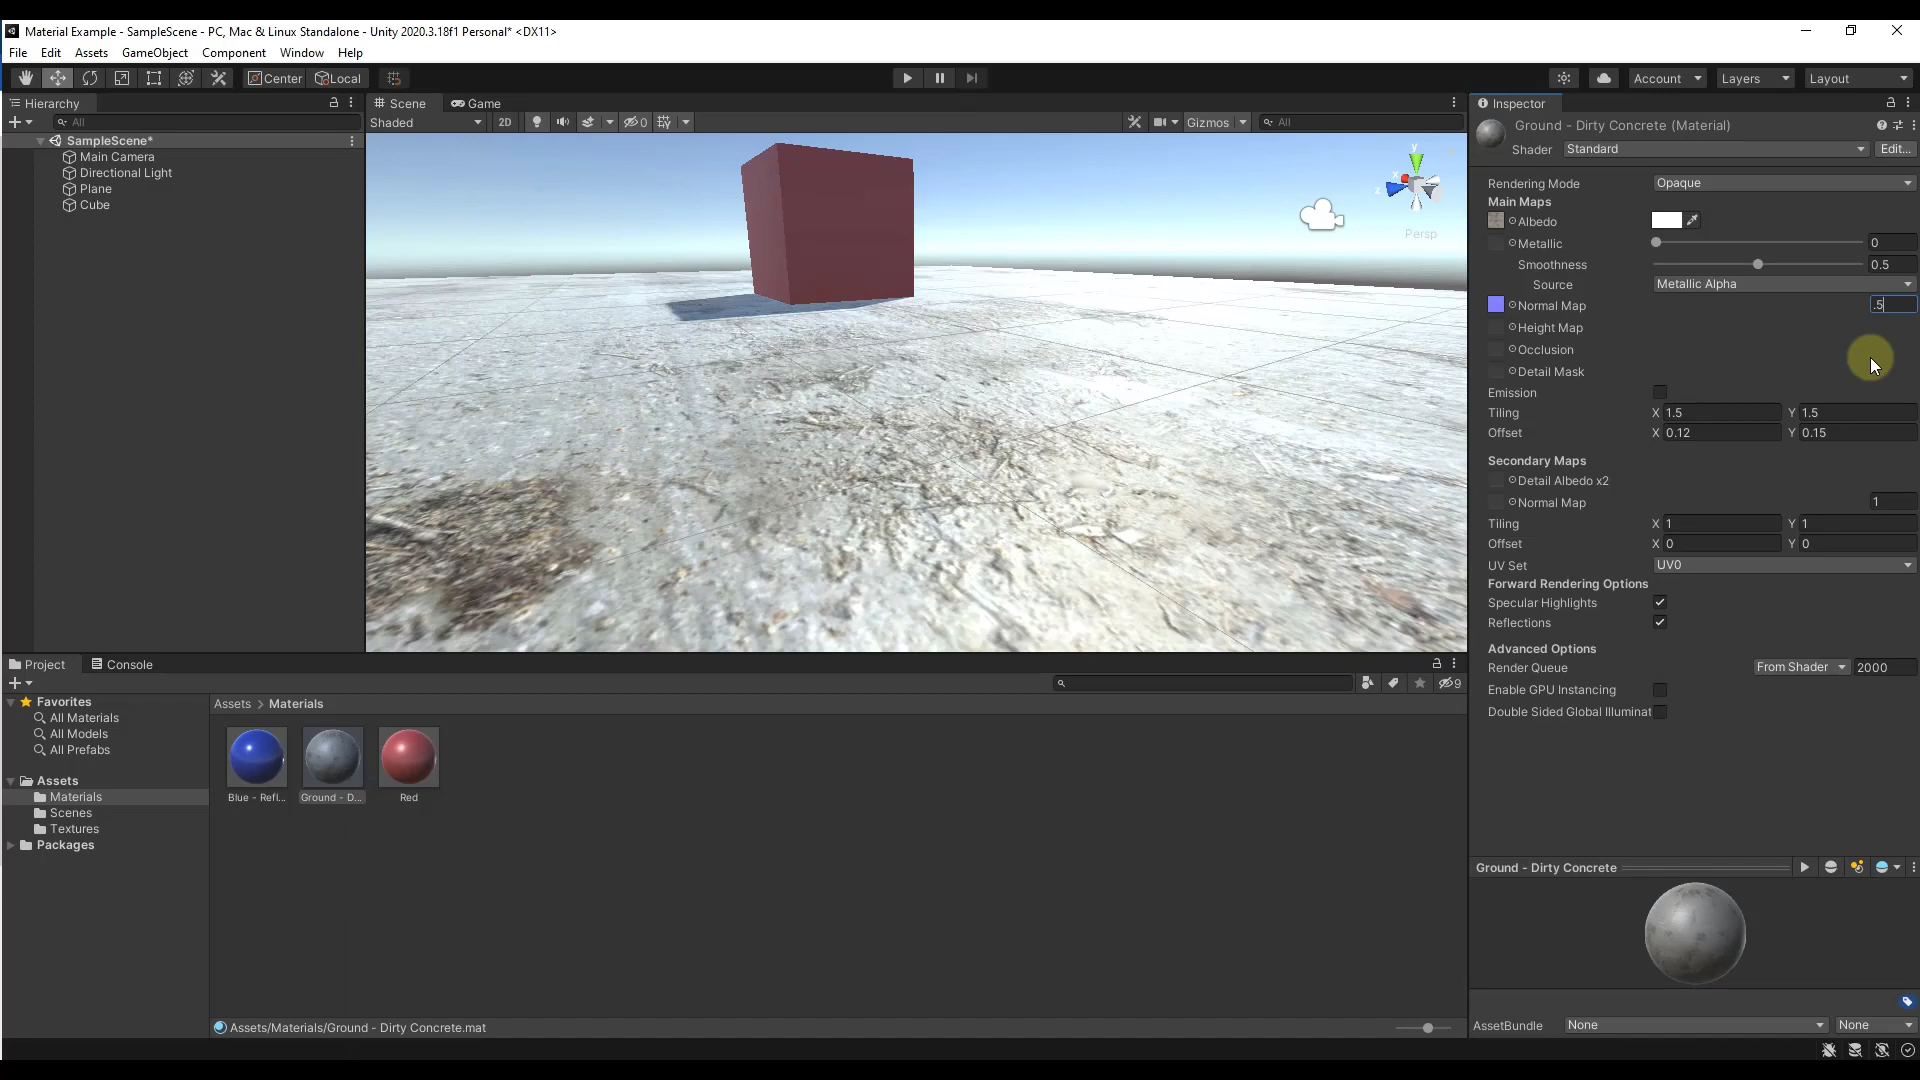 Material Example - SampleScene - PC, Mac & Linux Standalone - Unity 2020.3.18f1 Personal* <DX11>
File Edit Assets GameObject Component Window Help
Center Local
Account Layers Layout
Hierarchy
All
SampleScene*
Main Camera
Directional Light
Plane
Cube
Scene Game
Shaded 2D 0 Gizmos All
y
x
z
Persp
Inspector
Ground - Dirty Concrete (Material)
Shader Standard Edit...
Rendering Mode Opaque
Main Maps
Albedo
Metallic 0
Smoothness 0.5
Source Metallic Alpha
Normal Map .5
Height Map
Occlusion
Detail Mask
Emission
Tiling X 1.5 Y 1.5
Offset X 0.12 Y 0.15
Secondary Maps
Detail Albedo x2
Normal Map 1
Tiling X 1 Y 1
Offset X 0 Y 0
UV Set UV0
Forward Rendering Options
Specular Highlights
Reflections
Advanced Options
Render Queue From Shader 2000
Enable GPU Instancing
Double Sided Global Illuminat
Project Console
9
Favorites
All Materials
All Models
All Prefabs
Assets
Materials
Scenes
Textures
Packages
Assets > Materials
Blue - Refl... Ground - D... Red
Assets/Materials/Ground - Dirty Concrete.mat
Ground - Dirty Concrete
AssetBundle None None